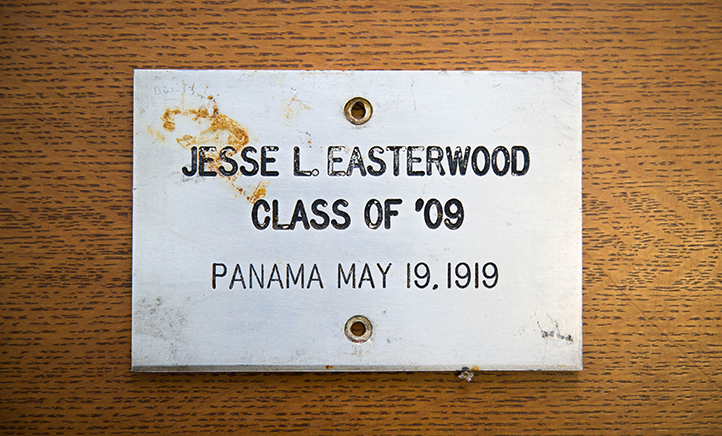 JESSE L. EASTERWOOD
CLASS OF '09
PANAMA MAY 19, 1919